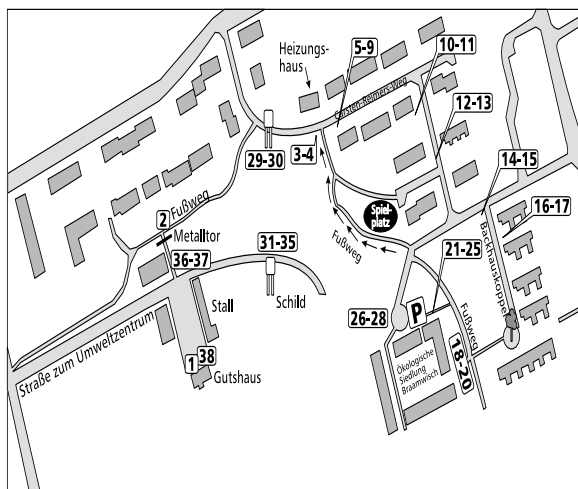 Heizungs-
haus
5-9
10-11
Carsten-Reimers-Weg
12-13
29-30
3-4
14-15
16-17
2
Fußweg
Metalltor
Spiel-
platz
Fußweg
Backhauskoppel
31-35
36-37
21-25
Stall
Schild
26-28
P
Fußweg
Straße zum Umweltzentrum
Ökologische
Siedlung
Braamwisch
18-20
1
38
Gutshaus